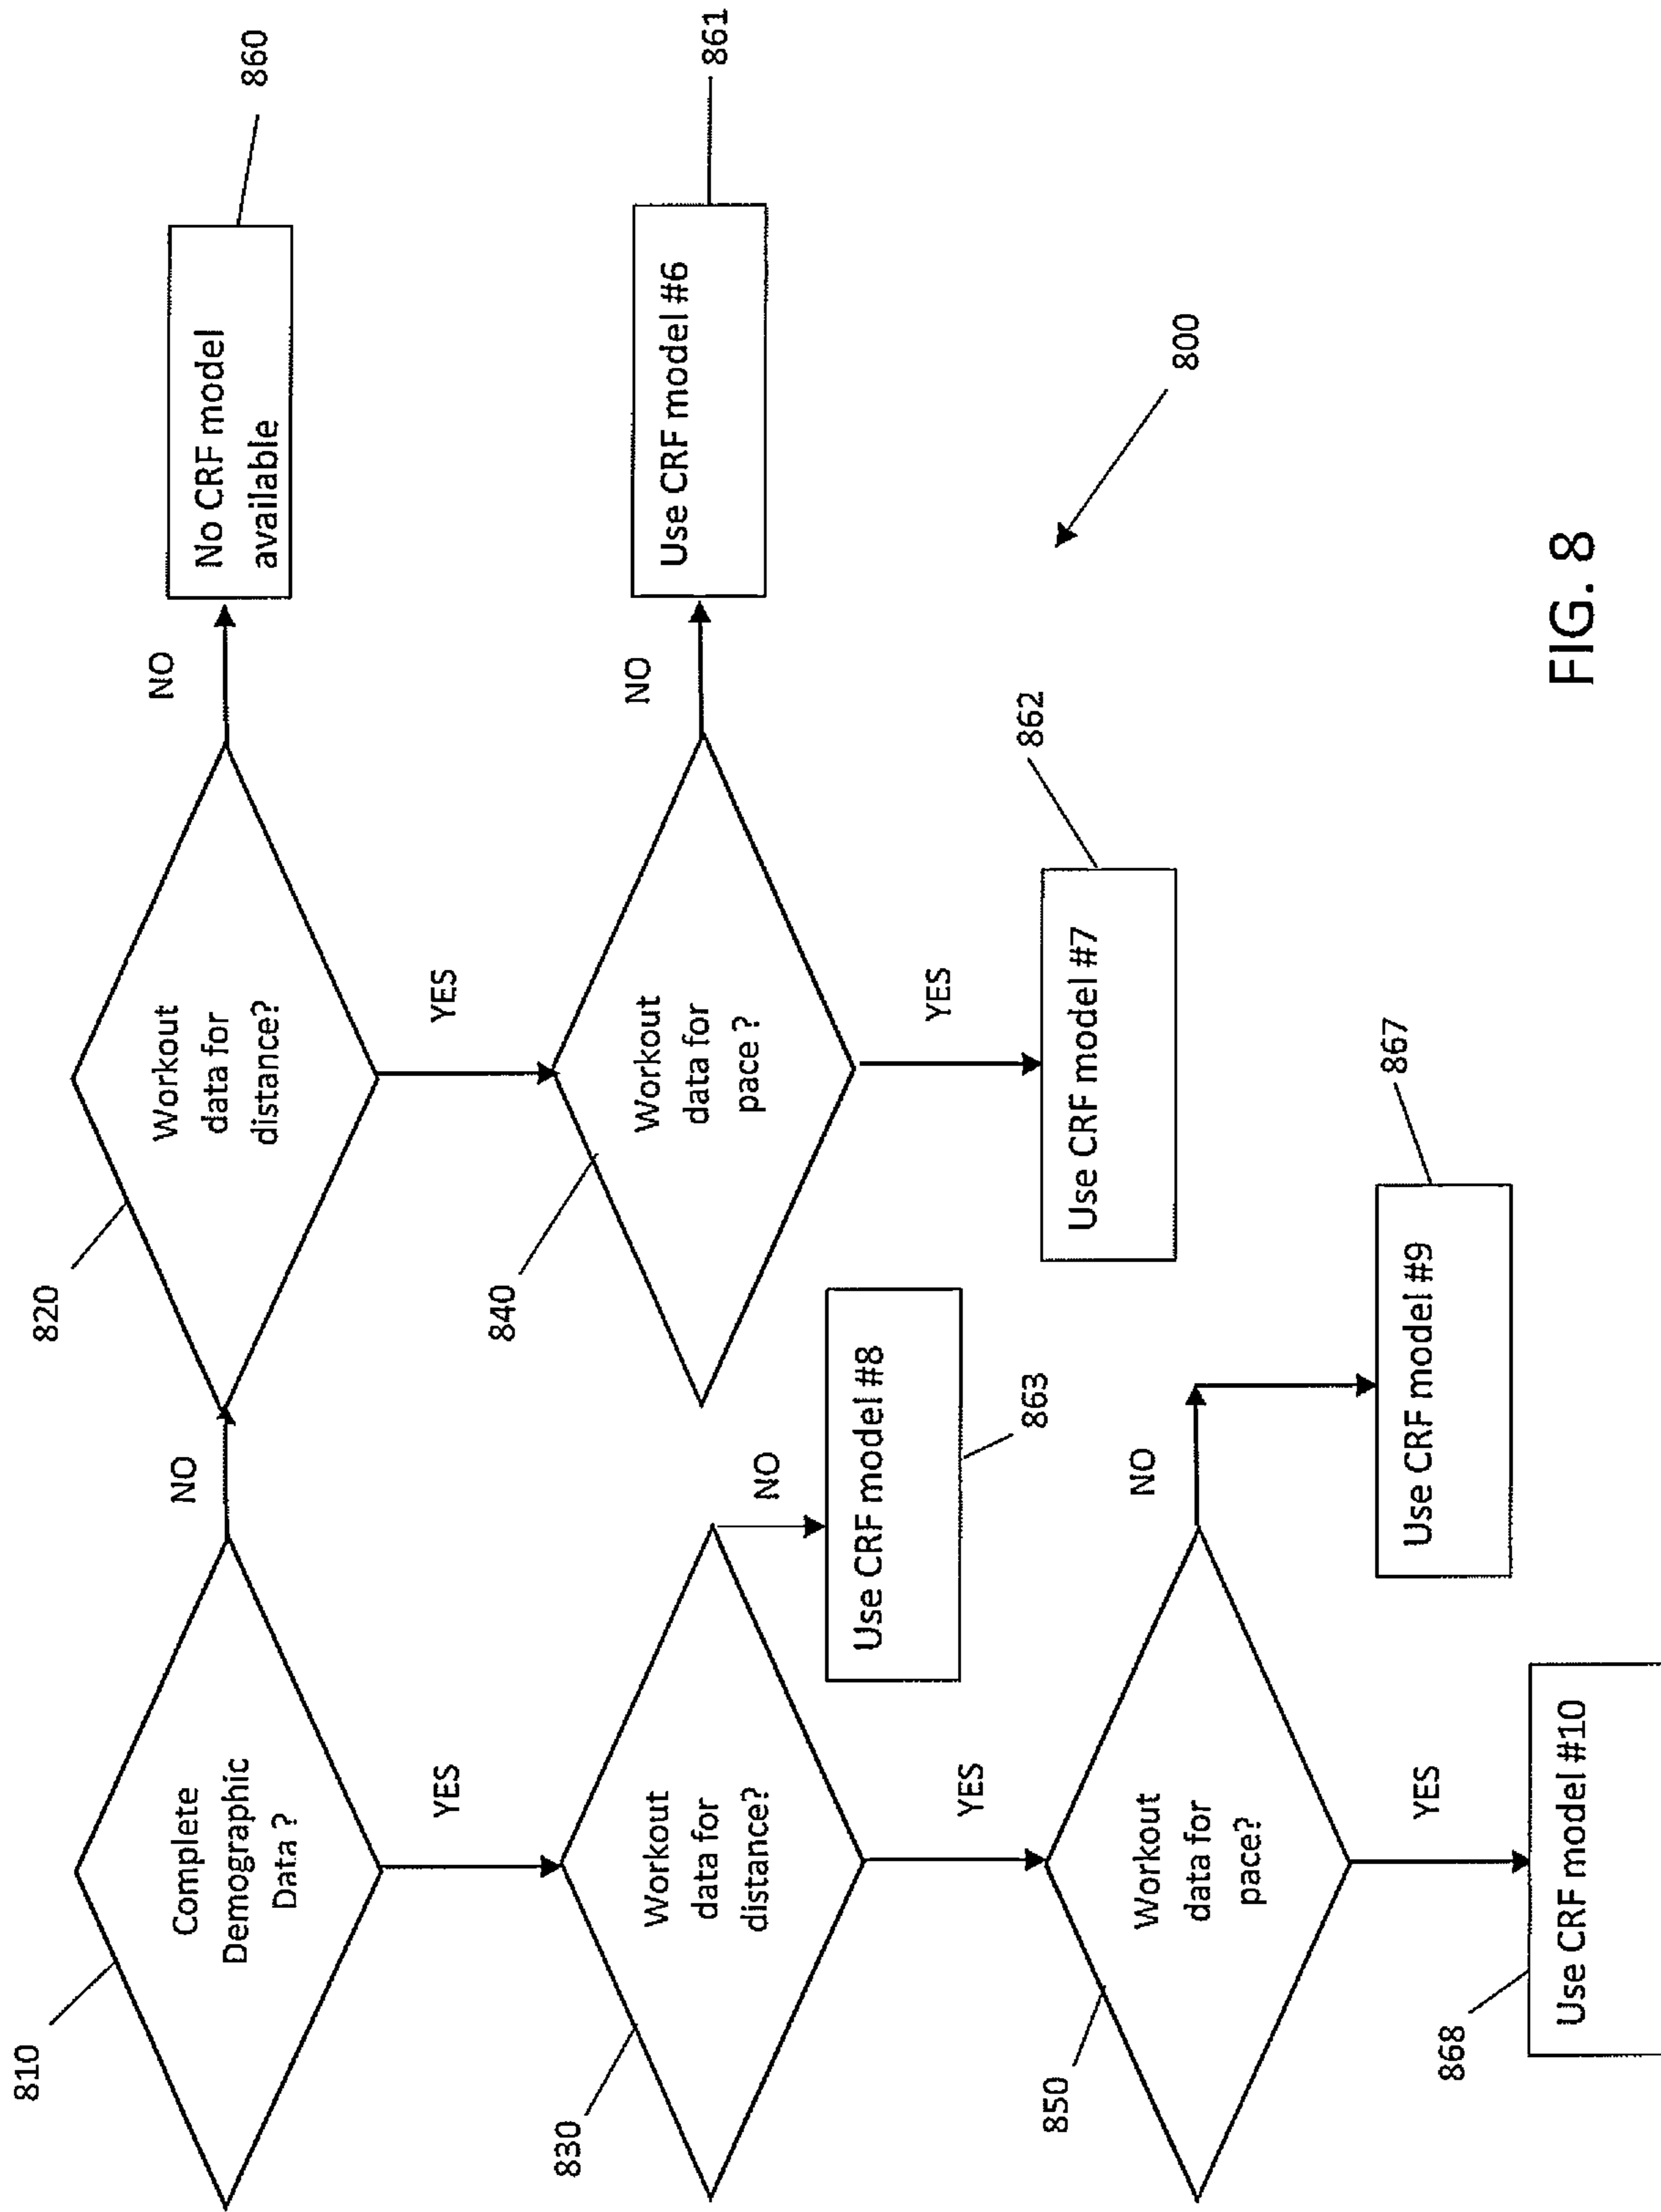 810
Complete
Demographic
Data ?
NO
820
Workout
data for
distance?
NO
No CRF model
available
860
YES
YES
830
Workout
data for
distance?
NO
Use CRF model #8
863
840
Workout
data for
pace ?
NO
Use CRF model #6
861
YES
YES
850
Workout
data for
pace?
NO
Use CRF model #9
867
Use CRF model #7
862
YES
868
Use CRF model #10
800
FIG. 8